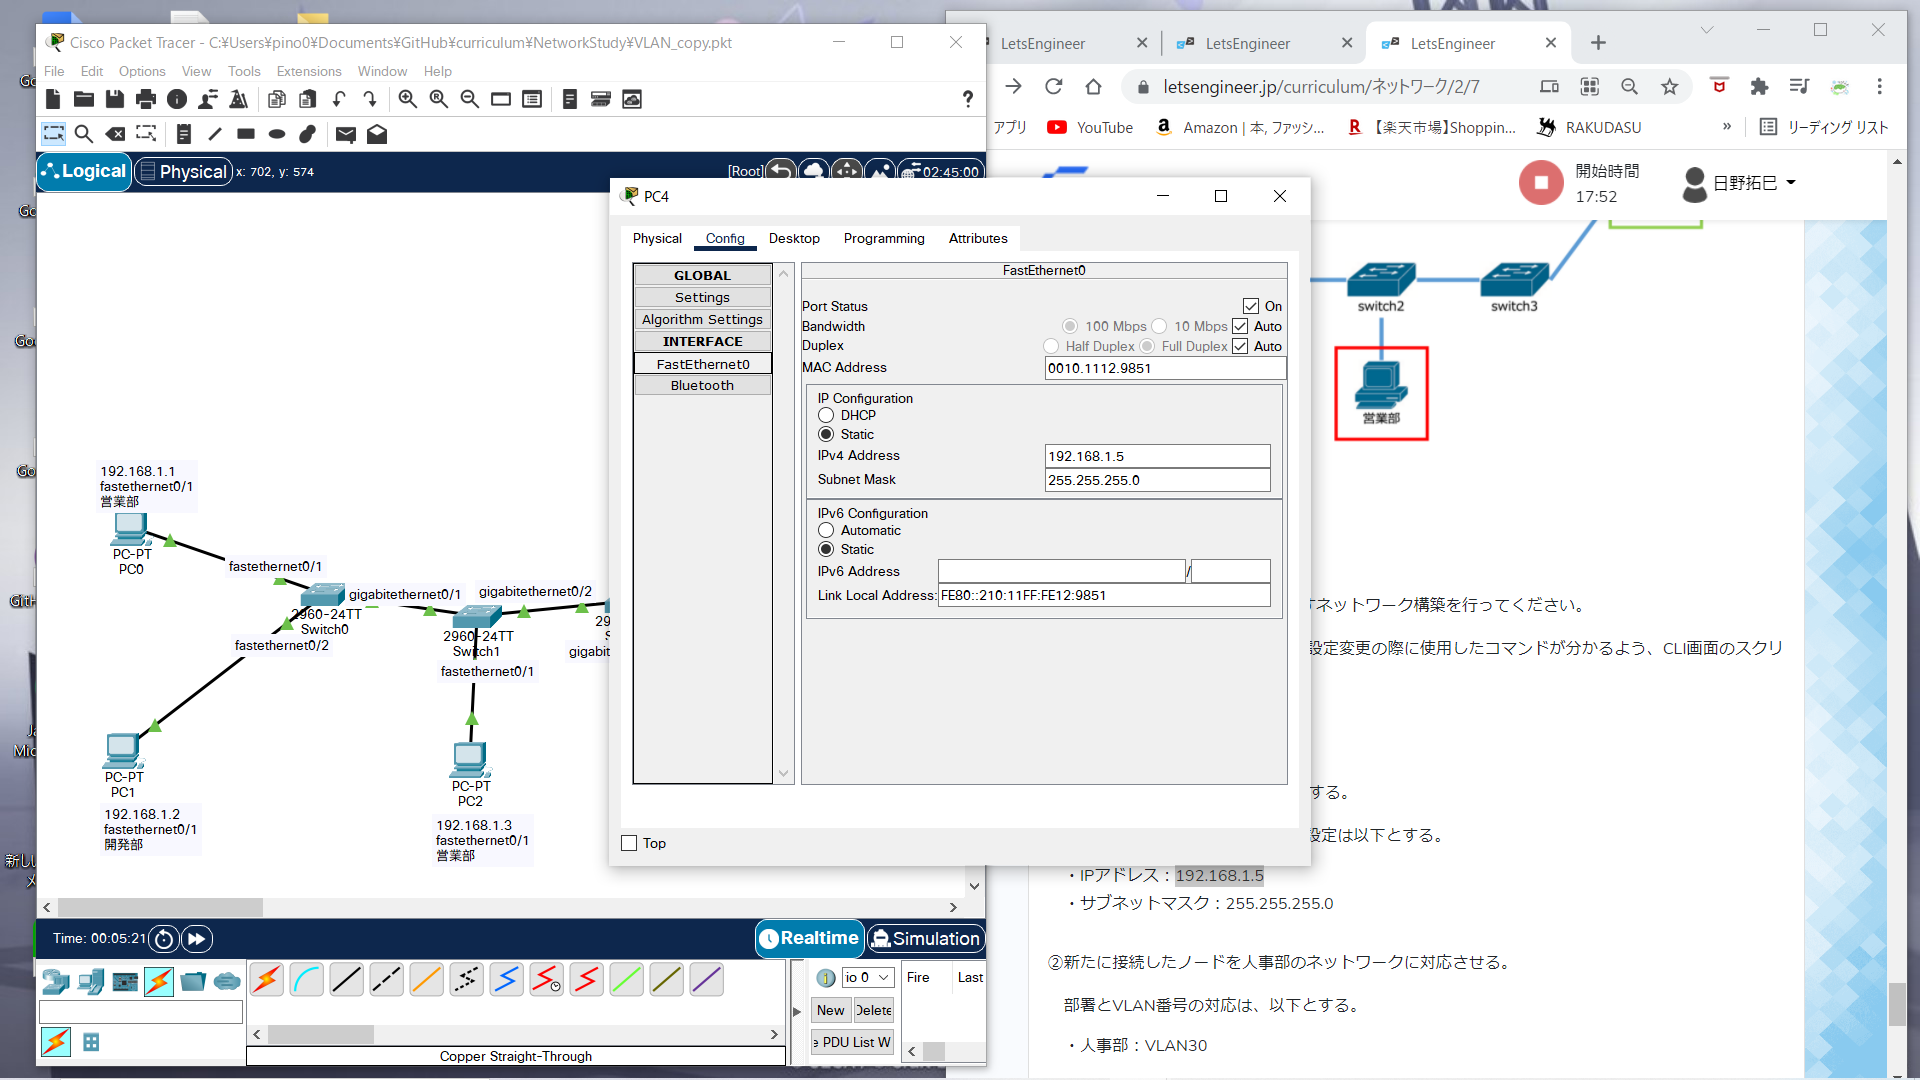 Cisco Packet Tracer - C:¥Users¥pino0¥Documents¥GitHub¥curriculum¥NetworkStudy¥VLAN_copy.pkt
File Edit Options View Tools Extensions Window Help
Logical
Physical
x: 702, y: 574
[Root]
02:45:00
192.168.1.1
fastethernet0/1
営業部
PC-PT
PC0
fastethernet0/1
2960-24TT
Switch0
fastethernet0/2
gigabitethernet0/1
gigabitethernet0/2
2960-24TT
Switch1
fastethernet0/1
PC-PT
PC1
192.168.1.2
fastethernet0/1
開発部
PC-PT
PC2
192.168.1.3
fastethernet0/1
営業部
Time: 00:05:21
Realtime
Simulation
io 0
Fire
Last
New
Delete
e PDU List W
Copper Straight-Through
PC4
Physical Config Desktop Programming Attributes
GLOBAL
Settings
Algorithm Settings
INTERFACE
FastEthernet0
Bluetooth
FastEthernet0
Port Status
On
Bandwidth
100 Mbps 10 Mbps Auto
Duplex
Half Duplex Full Duplex Auto
MAC Address
0010.1112.9851
IP Configuration
DHCP
Static
IPv4 Address
192.168.1.5
Subnet Mask
255.255.255.0
IPv6 Configuration
Automatic
Static
IPv6 Address
/
Link Local Address:
FE80::210:11FF:FE12:9851
Top
LetsEngineer
LetsEngineer
LetsEngineer
letsengineer.jp/curriculum/ネットワーク/2/7
アプリ
YouTube
Amazon | 本, ファッシ...
【楽天市場】Shoppin...
RAKUDASU
»
リーディング リスト
開始時間
17:52
日野拓巳
switch2
switch3
営業部
すネットワーク構築を行ってください。
設定変更の際に使用したコマンドが分かるよう、CLI画面のスクリ
する。
設定は以下とする。
・IPアドレス：192.168.1.5
・サブネットマスク：255.255.255.0
②新たに接続したノードを人事部のネットワークに対応させる。
部署とVLAN番号の対応は、以下とする。
・人事部：VLAN30